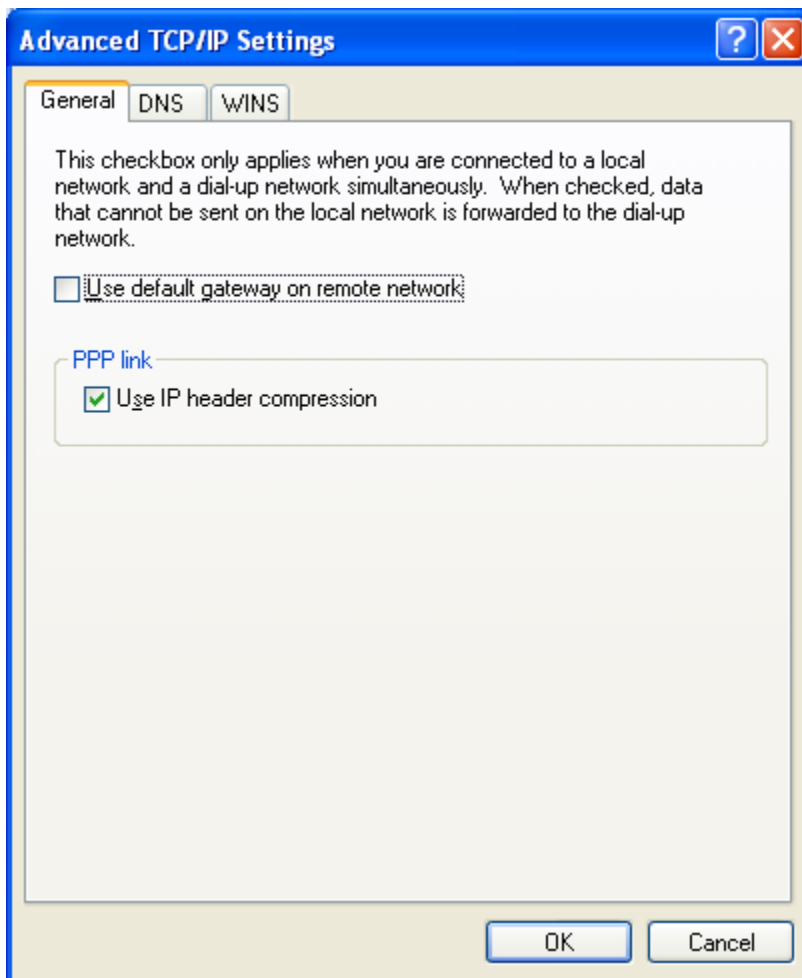 Advanced TCP/IP Settings
?
General DNS WINS
This checkbox only applies when you are connected to a local
network and a dial-up network simultaneously. When checked, data
that cannot be sent on the local network is forwarded to the dial-up
network.
Use default gateway on remote network
PPP link
Use IP header compression
OK Cancel